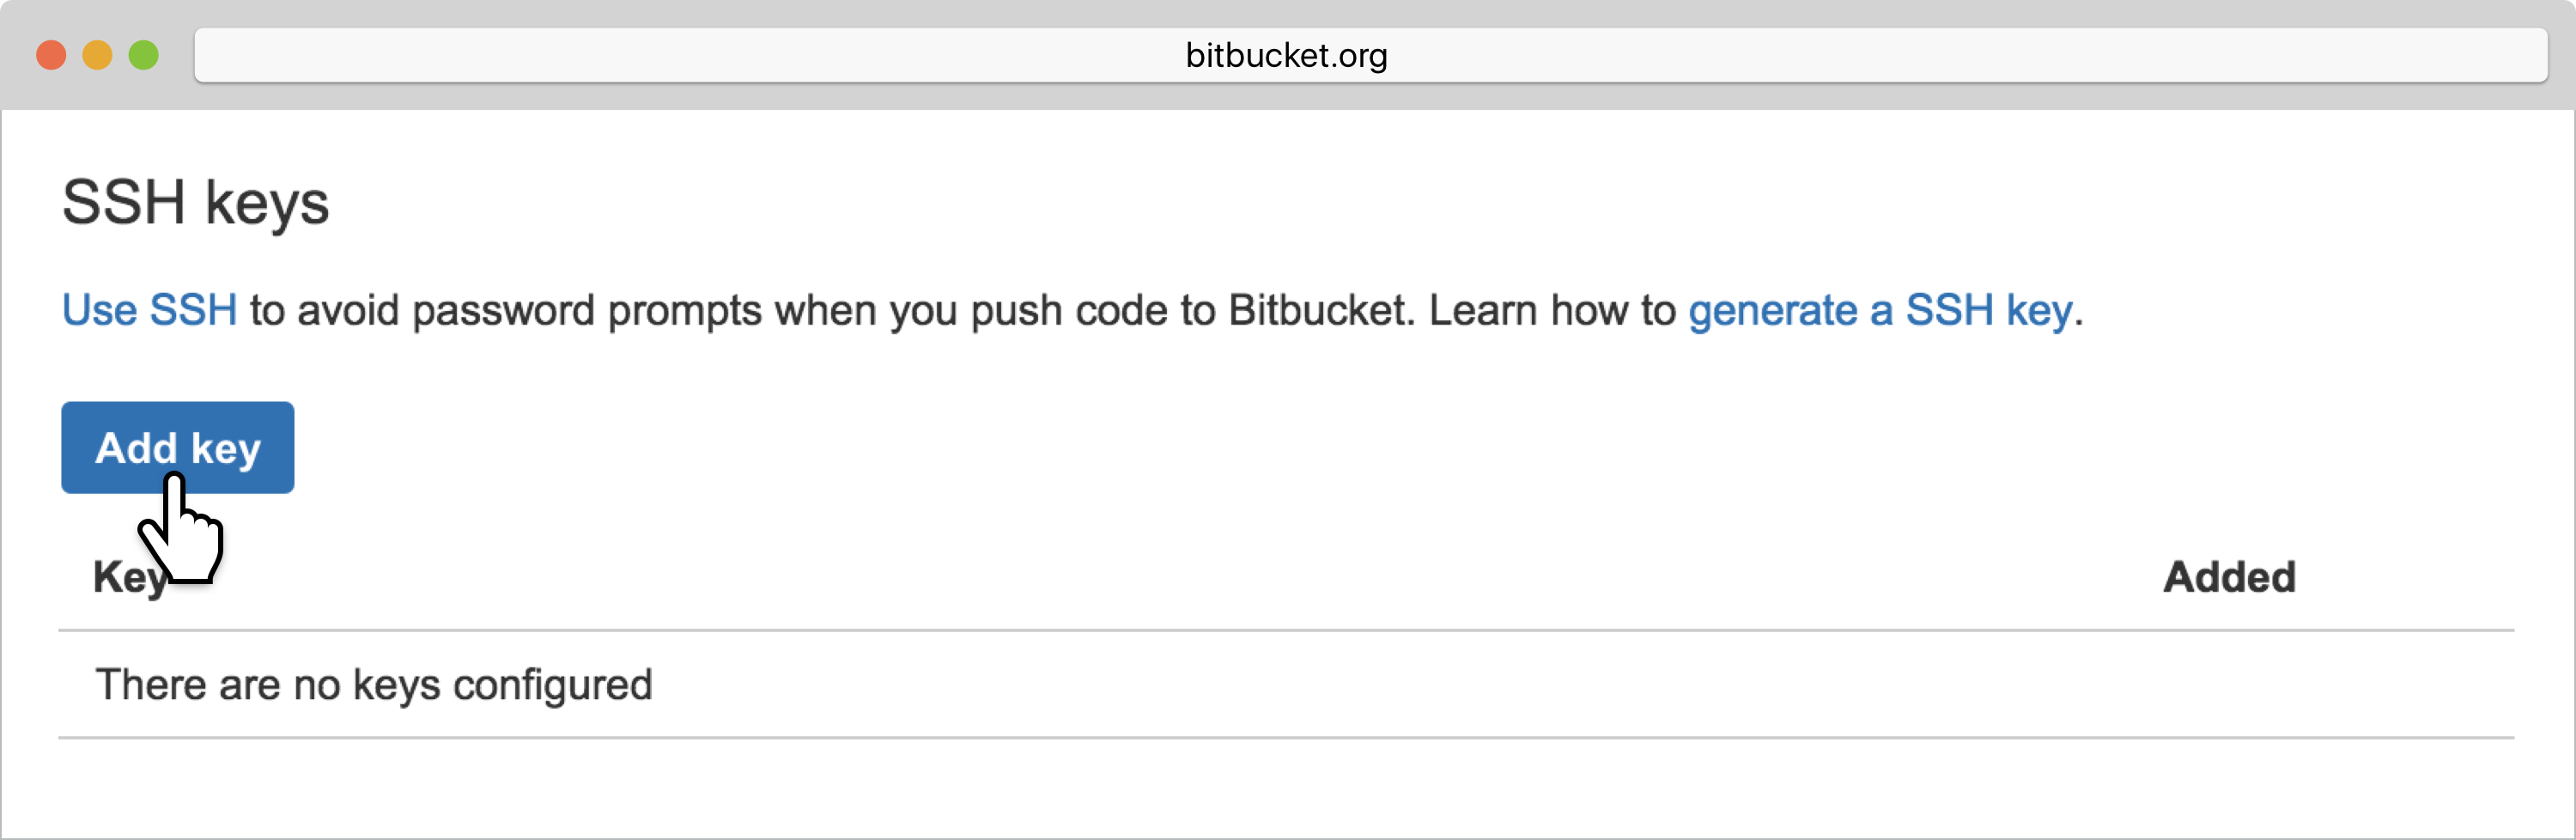 bitbucket.org
SSH keys
Use SSH to avoid password prompts when you push code to Bitbucket. Learn how to generate a SSH key.
Add key
Key Added
There are no keys configured